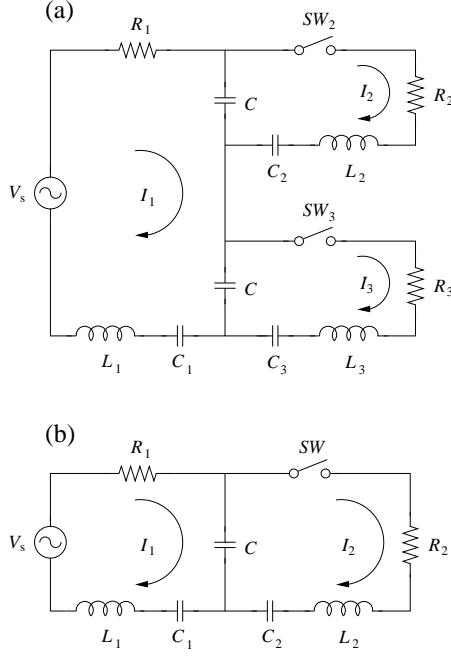 (a)
R1 SW2
C I2 R2
C2 L2
Vs I1
SW3
C I3 R3
L1 C1 C3 L3
(b)
R1 SW
Vs I1 C I2 R2
L1 C1 C2 L2